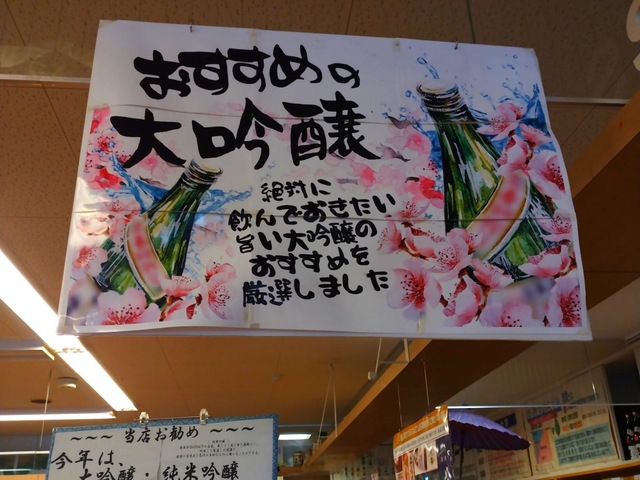 おすすめの
大吟醸
絶対に
飲んでおきたい
旨い大吟醸の
おすすめを
厳選しました
～～～ 当店お勧め ～～～
今年は、
大吟醸・純米吟醸